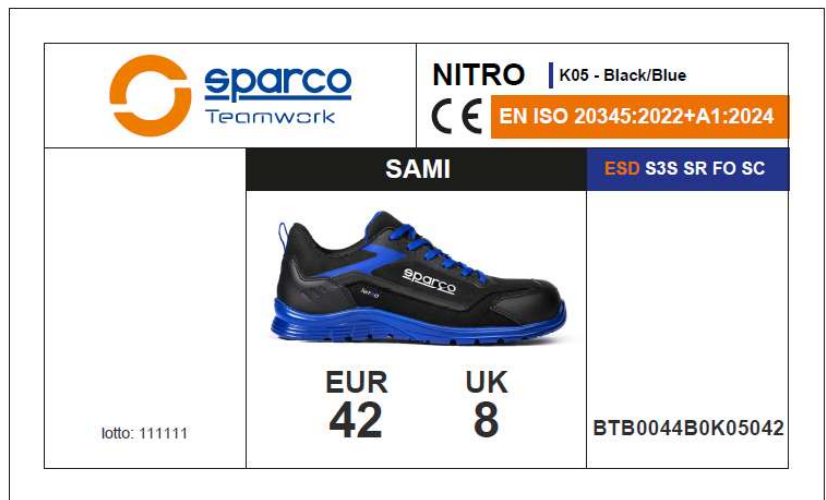 sparco
Teamwork
NITRO
K05 - Black/Blue
CE EN ISO 20345:2022+A1:2024
SAMI
ESD S3S SR FO SC
sparco
EUR
UK
42
8
lotto: 111111
BTB0044B0K05042